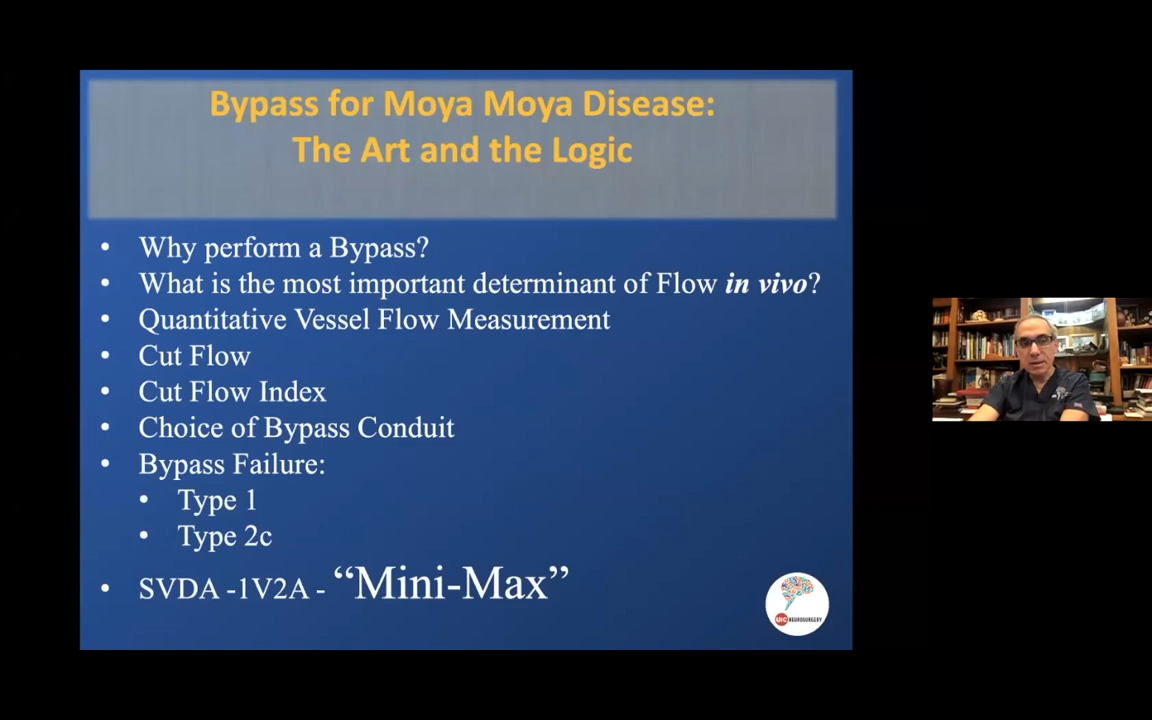 Bypass for Moya Moya Disease:
The Art and the Logic
• Why perform a Bypass?
• What is the most important determinant of Flow in vivo?
• Quantitative Vessel Flow Measurement
• Cut Flow
• Cut Flow Index
• Choice of Bypass Conduit
• Bypass Failure:
• Type 1
• Type 2c
• SVDA -1V2A - “Mini-Max”
UIC NEUROSURGERY